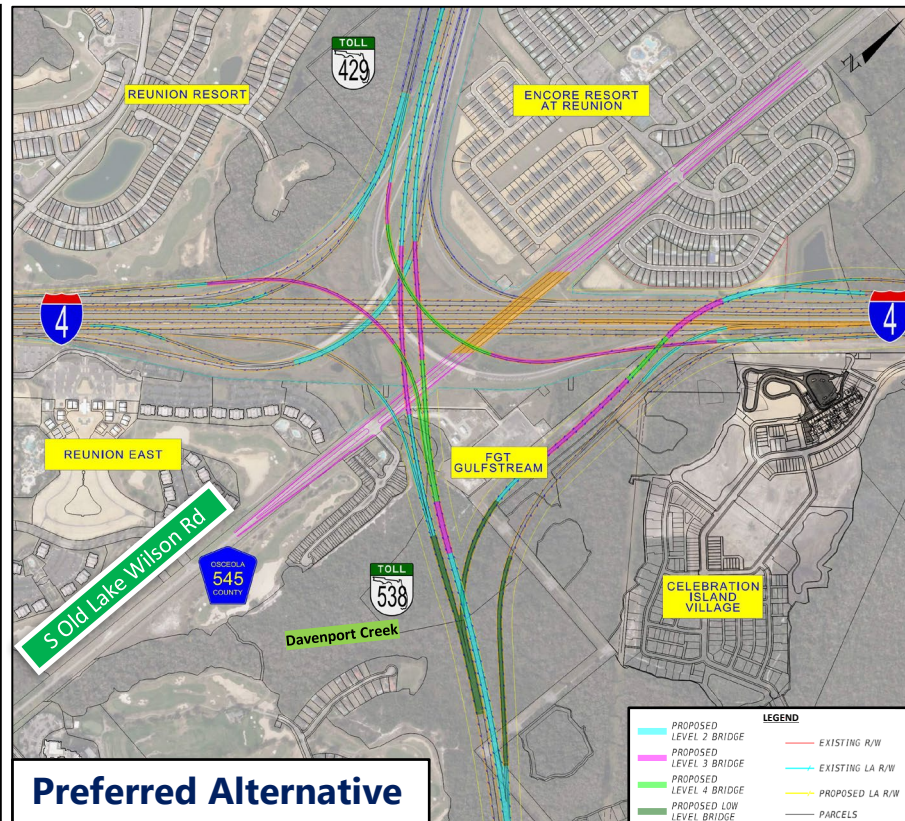 TOLL
429
REUNION RESORT
ENCORE RESORT
AT REUNION
N
4
4
REUNION EAST
FGT
GULFSTREAM
S Old Lake Wilson Rd
OSCEOLA
545
COUNTY
TOLL
538
Davenport Creek
CELEBRATION
ISLAND
VILLAGE
LEGEND
PROPOSED
LEVEL 2 BRIDGE
PROPOSED
LEVEL 3 BRIDGE
PROPOSED
LEVEL 4 BRIDGE
PROPOSED LOW
LEVEL BRIDGE
EXISTING R/W
EXISTING LA R/W
PROPOSED LA R/W
PARCELS
Preferred Alternative